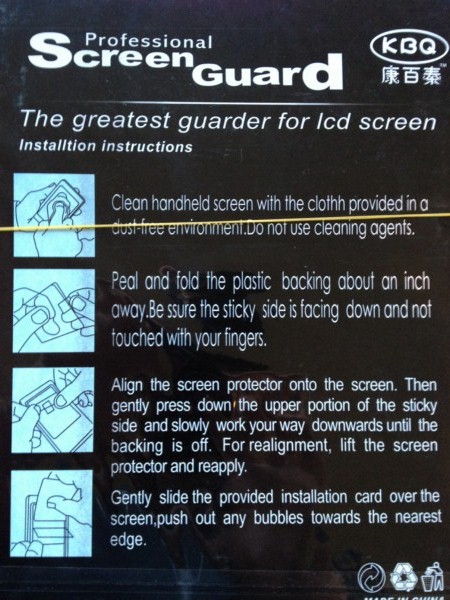 Professional
Screen Guard
KBQ
TM
康百秦
The greatest guarder for lcd screen
Installtion instructions
Clean handheld screen with the clothh provided in a
dust-free environment.Do not use cleaning agents.
Peal and fold the plastic backing about an inch
away.Be ssure the sticky side is facing down and not
touched with your fingers.
Align the screen protector onto the screen. Then
gently press down the upper portion of the sticky
side and slowly work your way downwards until the
backing is off. For realignment, lift the screen
protector and reapply.
Gently slide the provided installation card over the
screen,push out any bubbles towards the nearest
edge.
MADE IN CHINA